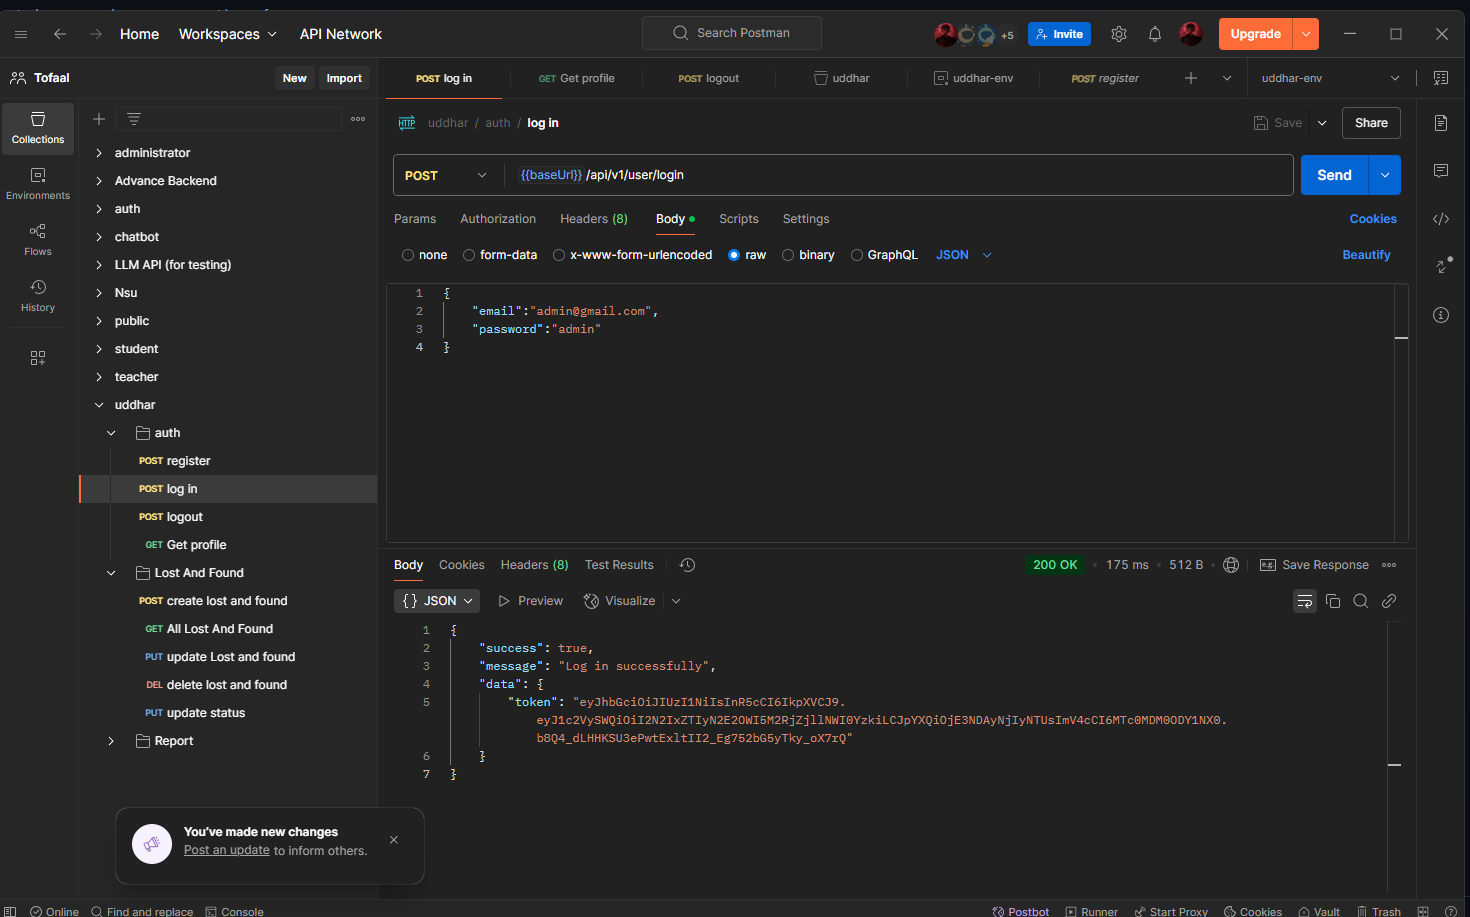 Home
Workspaces
API Network
Search Postman
+5
Invite
Upgrade
Tofaal
New
Import
POST log in
GET Get profile
POST logout
uddhar
uddhar-env
POST register
uddhar-env
Collections
Environments
Flows
History
administrator
Advance Backend
auth
chatbot
LLM API (for testing)
Nsu
public
student
teacher
uddhar
auth
POST register
POST log in
POST logout
GET Get profile
Lost And Found
POST create lost and found
GET All Lost And Found
PUT update Lost and found
DEL delete lost and found
PUT update status
Report
HTTP uddhar / auth / log in
Save
Share
POST
{{baseUrl}} /api/v1/user/login
Send
Params
Authorization
Headers (8)
Body
Scripts
Settings
Cookies
none
form-data
x-www-form-urlencoded
raw
binary
GraphQL
JSON
Beautify
1 {
2 "email":"admin@gmail.com",
3 "password":"admin"
4 }
Body
Cookies
Headers (8)
Test Results
200 OK
175 ms
512 B
e.g. Save Response
{} JSON
Preview
Visualize
1 {
2 "success": true,
3 "message": "Log in successfully",
4 "data": {
5 "token": "eyJhbGciOiJIUzI1NiIsInR5cCI6IkpXVCJ9.
eyJ1c2VySWQiOiI2N2IxZTIyN2E2OWI5M2RjZjllNWI0YzkiLCJpYXQiOjE3NDAyNjIyNTUsImV4cCI6MTc0MDM0ODY1NX0.
b8Q4_dLHHKSU3ePwtExltII2_Eg752bG5yTky_oX7rQ"
6 }
7 }
You've made new changes
Post an update to inform others.
Online
Find and replace
Console
Postbot
Runner
Start Proxy
Cookies
Vault
Trash